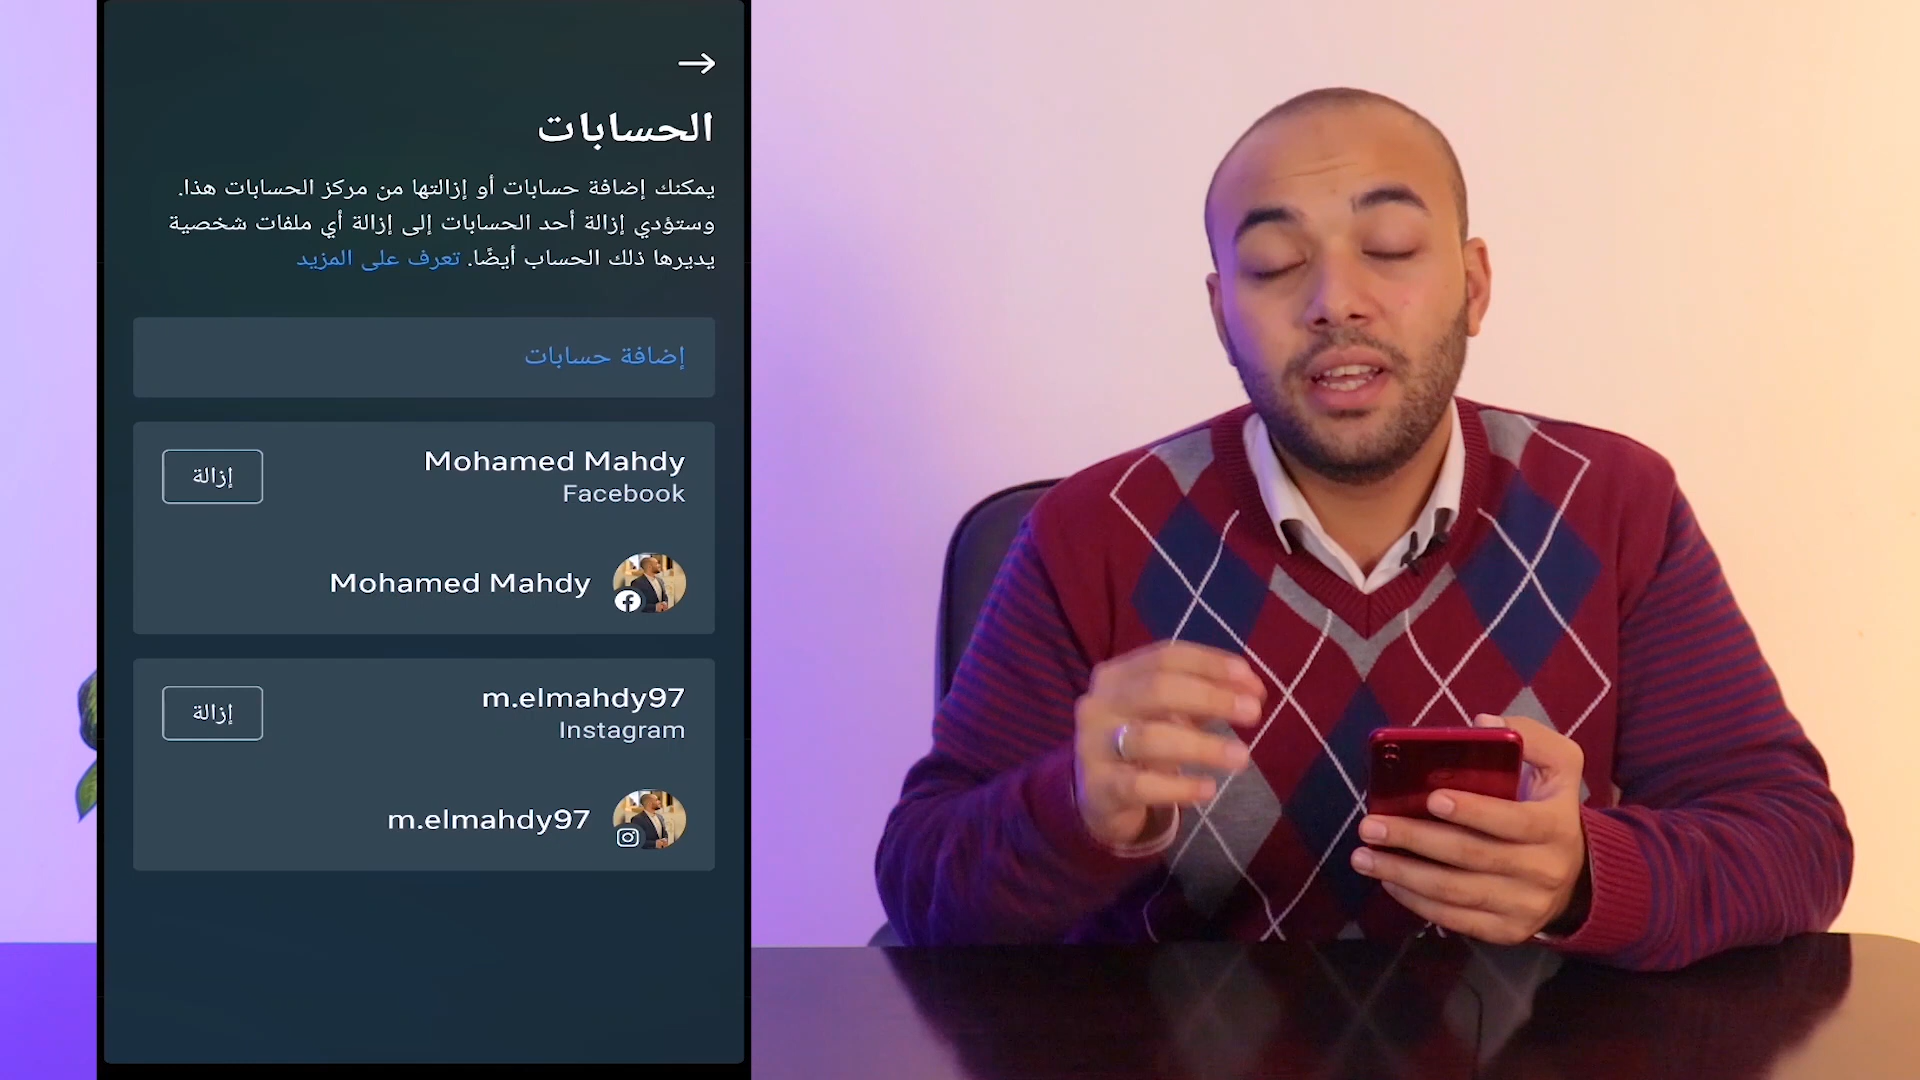 الحسابات
يمكنك إضافة حسابات أو إزالتها من مركز الحسابات هذا.
وستؤدي إزالة أحد الحسابات إلى إزالة أي ملفات شخصية
يديرها ذلك الحساب أيضًا. تعرف على المزيد
إضافة حسابات
Mohamed Mahdy
Facebook
إزالة
Mohamed Mahdy
m.elmahdy97
Instagram
إزالة
m.elmahdy97